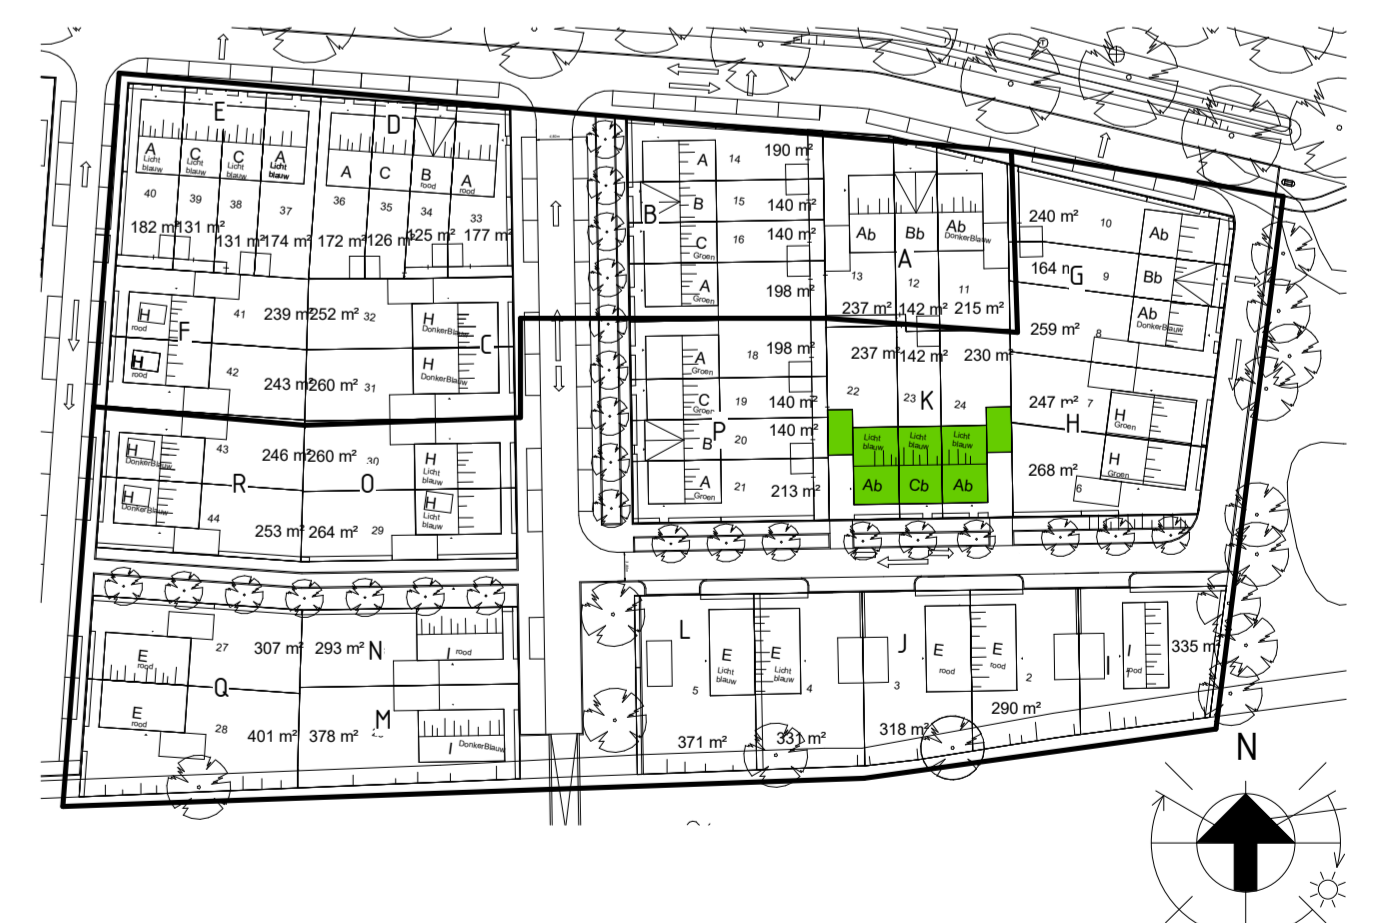 E
D
A
Licht
blauw
C
Licht
blauw
C
Licht
blauw
A
Licht
blauw
A
C
B
rood
A
rood
40
39
38
37
36
35
34
33
182 m²
131 m²
131 m²
174 m²
172 m²
126 m²
125 m²
177 m²
H
rood
F
H
rood
41
239 m²
252 m²
32
H
DonkerBlauw
C
42
243 m²
260 m²
31
H
DonkerBlauw
B
A
14
190 m²
B
15
140 m²
C
Groen
16
140 m²
A
Groen
198 m²
Ab
Bb
Ab
DonkerBlauw
A
13
12
11
237 m²
142 m²
215 m²
240 m²
10
Ab
164 m
G
9
Bb
259 m²
8
Ab
DonkerBlauw
247 m²
7
H
H
Groen
268 m²
6
H
Groen
A
Groen
18
198 m²
C
Groen
19
140 m²
P
B
20
140 m²
A
Groen
21
213 m²
237 m²
142 m²
230 m²
22
23
K
24
Licht
blauw
Licht
blauw
Licht
blauw
Ab
Cb
Ab
H
DonkerBlauw
43
246 m²
260 m²
30
H
Licht
blauw
R
O
H
DonkerBlauw
44
253 m²
264 m²
29
H
Licht
blauw
27
307 m²
293 m²
N
I
rood
E
rood
Q
E
rood
28
401 m²
378 m²
M
I
DonkerBlauw
L
E
Licht
blauw
E
Licht
blauw
5
4
371 m²
331 m²
J
E
rood
E
rood
3
2
318 m²
290 m²
I
I
rood
335 m
N